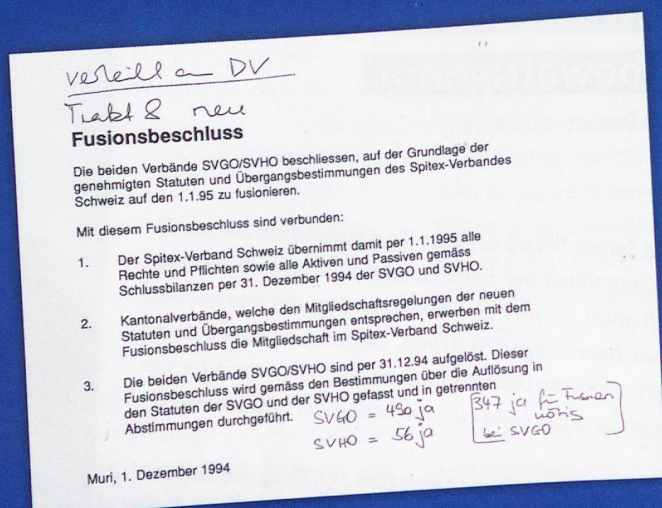 verteilt an DV
Trakt 8 neu
Fusionsbeschluss
Die beiden Verbände SVGO/SVHO beschliessen, auf der Grundlage der
genehmigten Statuten und Übergangsbestimmungen des Spitex-Verbandes
Schweiz auf den 1.1.95 zu fusionieren.
Mit diesem Fusionsbeschluss sind verbunden:
1. Der Spitex-Verband Schweiz übernimmt damit per 1.1.1995 alle
Rechte und Pflichten sowie alle Aktiven und Passiven gemäss
Schlussbilanzen per 31. Dezember 1994 der SVGO und SVHO.
2. Kantonalverbände, welche den Mitgliedschaftsregelungen der neuen
Statuten und Übergangsbestimmungen entsprechen, erwerben mit dem
Fusionsbeschluss die Mitgliedschaft im Spitex-Verband Schweiz.
3. Die beiden Verbände SVGO/SVHO sind per 31.12.94 aufgelöst. Dieser
Fusionsbeschluss wird gemäss den Bestimmungen über die Auflösung in
den Statuten der SVGO und der SVHO gefasst und in getrennten
Abstimmungen durchgeführt.
SVGO = 490 ja
SVHO = 56 ja
347 ja für Fusion
nötig
bei SVGO
Muri, 1. Dezember 1994